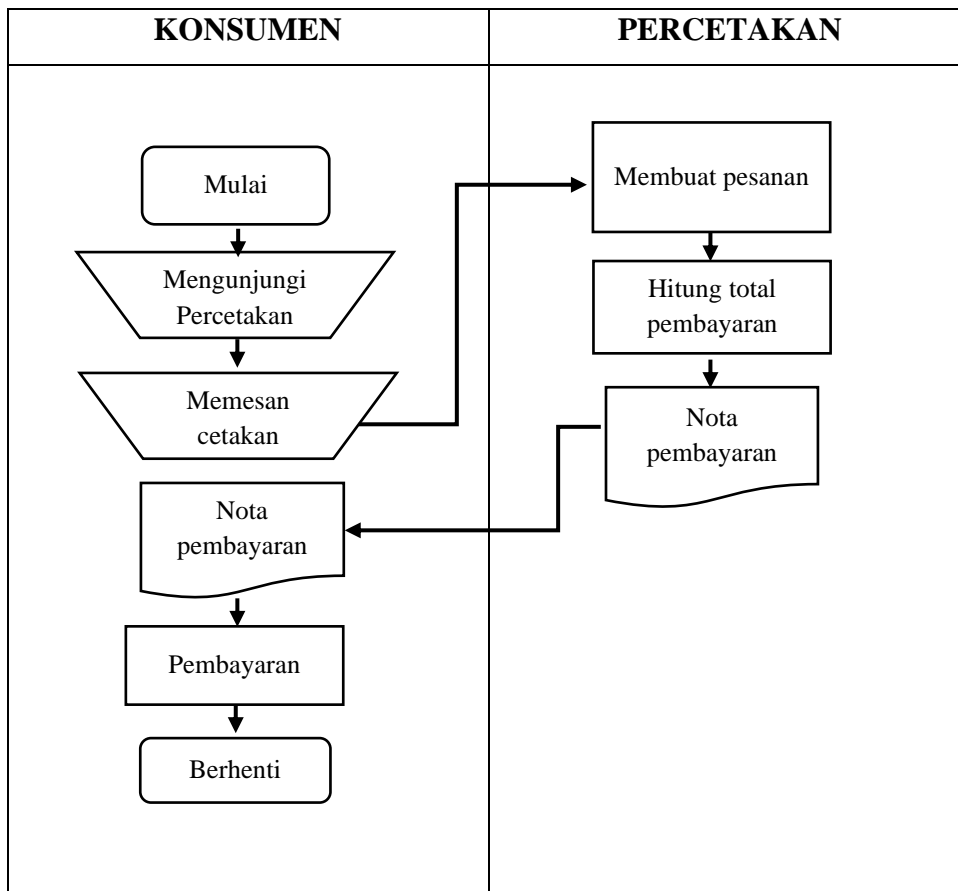 KONSUMEN
PERCETAKAN
Mulai
Mengunjungi
Percetakan
Memesan
cetakan
Membuat pesanan
Hitung total
pembayaran
Nota
pembayaran
Nota
pembayaran
Pembayaran
Berhenti